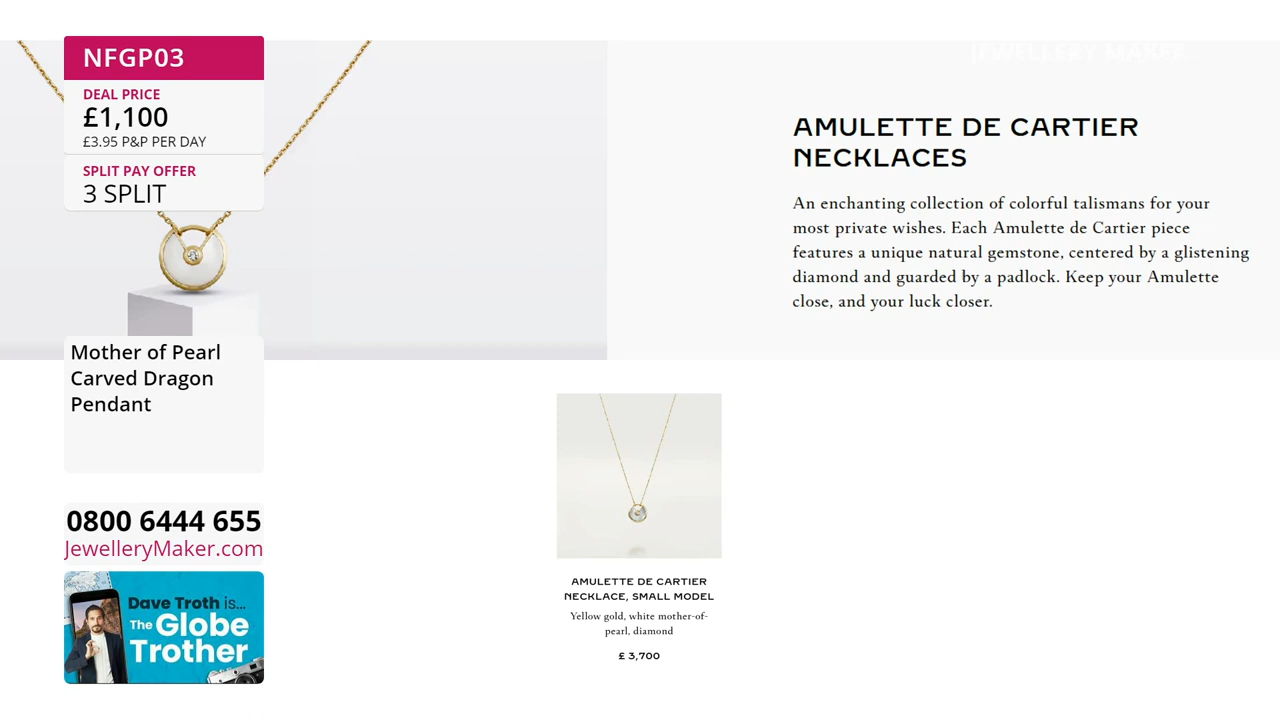 NFGP03
DEAL PRICE
£1,100
£3.95 P&P PER DAY
SPLIT PAY OFFER
3 SPLIT
Mother of Pearl
Carved Dragon
Pendant
0800 6444 655
JewelleryMaker.com
Dave Troth is...
The Globe
Trother
JEWELLERY MAKER
AMULETTE DE CARTIER
NECKLACES
An enchanting collection of colorful talismans for your
most private wishes. Each Amulette de Cartier piece
features a unique natural gemstone, centered by a glistening
diamond and guarded by a padlock. Keep your Amulette
close, and your luck closer.
AMULETTE DE CARTIER
NECKLACE, SMALL MODEL
Yellow gold, white mother-of-
pearl, diamond
£ 3,700